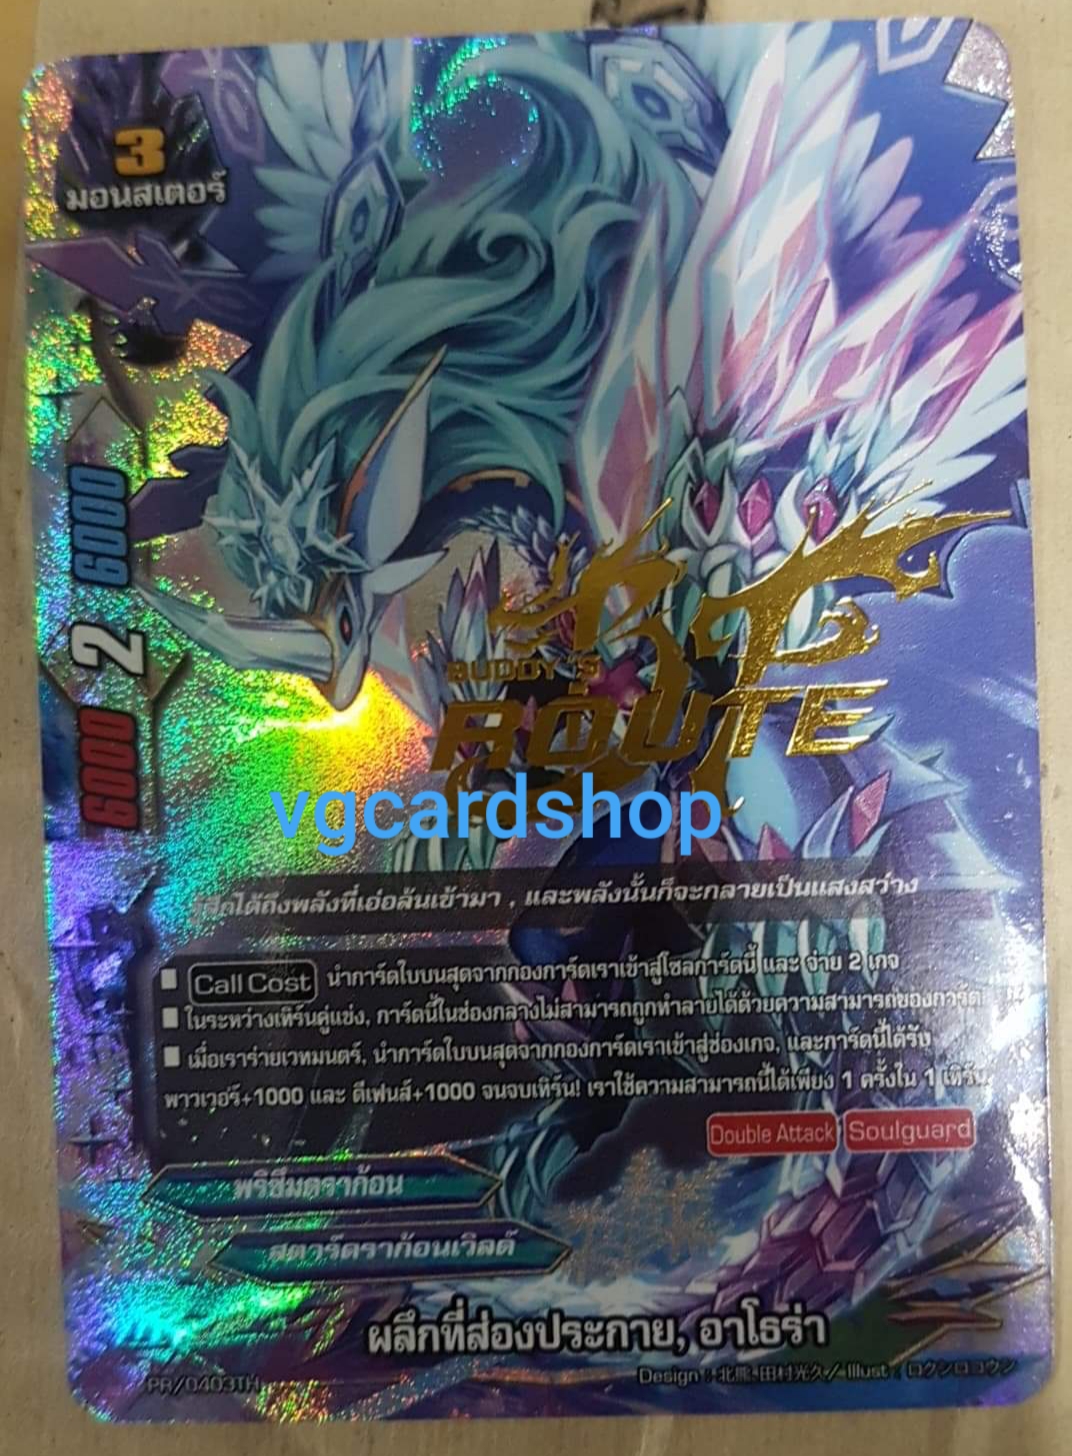 3
มอนสเตอร์
6000
2
6000
BUDDY'S
ROUTE
vgcardshop
ได้ถึงพลังที่เอ่อล้นเข้ามา , และพลังนั้นก็จะกลายเป็นแสงสว่าง
■ Call Cost นำการ์ดใบบนสุดจากกองการ์ดเราเข้าสู่โซลการ์ดนี้ และ จ่าย 2 เกจ
■ ในระหว่างเทิร์นคู่แข่ง, การ์ดนี้ในช่องกลางไม่สามารถถูกทำลายได้ด้วยความสามารถของการ์ด
■ เมื่อเราร่ายเวทมนตร์, นำการ์ดใบบนสุดจากกองการ์ดเราเข้าสู่ช่องเกจ, และการ์ดนี้ได้รับ
พาวเวอร์+1000 และ ดีเฟนส์+1000 จนจบเทิร์น! เราใช้ความสามารถนี้ได้เพียง 1 ครั้งใน 1 เทิร์น
Double Attack Soulguard
พริซึมดราก้อน
สตาร์ดราก้อนเวิลด์
ผลึกที่ส่องประกาย, อาโธร่า
PR/0403TH Design : 北熊・田村光久／Illust : ロウンロコウン